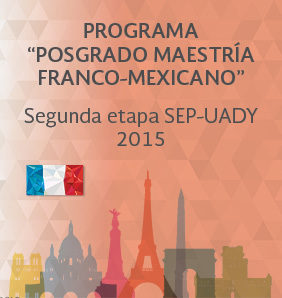 PROGRAMA
“POSGRADO MAESTRÍA
FRANCO-MEXICANO”
Segunda etapa SEP-UADY
2015